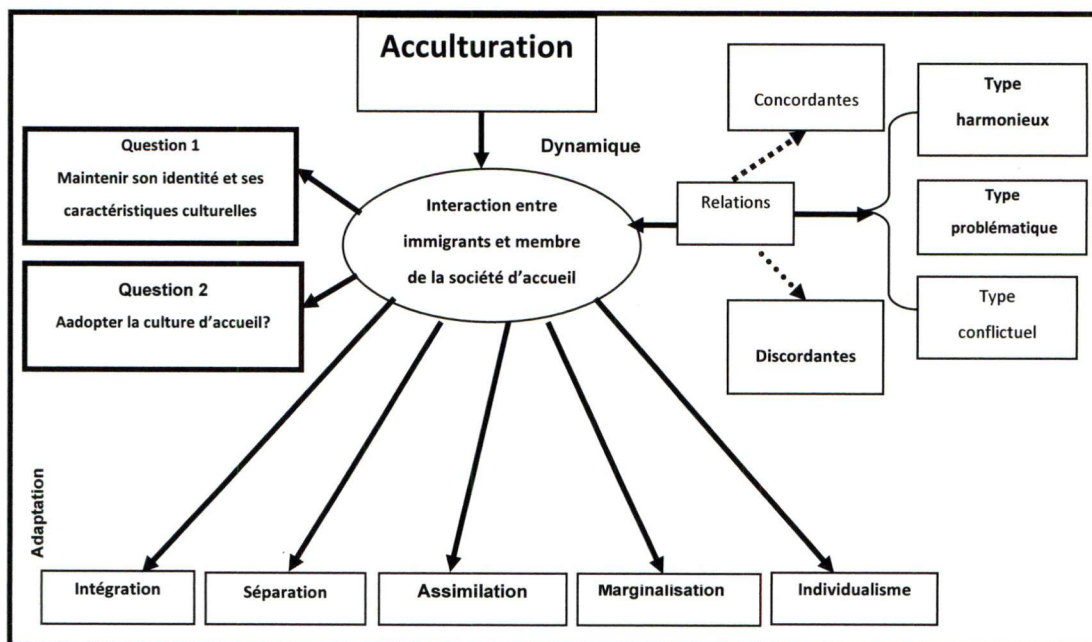 Acculturation
Dynamique
Question 1
Maintenir son identité et ses
caractéristiques culturelles
Question 2
Aadopter la culture d'accueil?
Interaction entre
immigrants et membre
de la société d'accueil
Relations
Concordantes
Discordantes
Type
harmonieux
Type
problématique
Type
conflictuel
Adaptation
Intégration
Séparation
Assimilation
Marginalisation
Individualisme